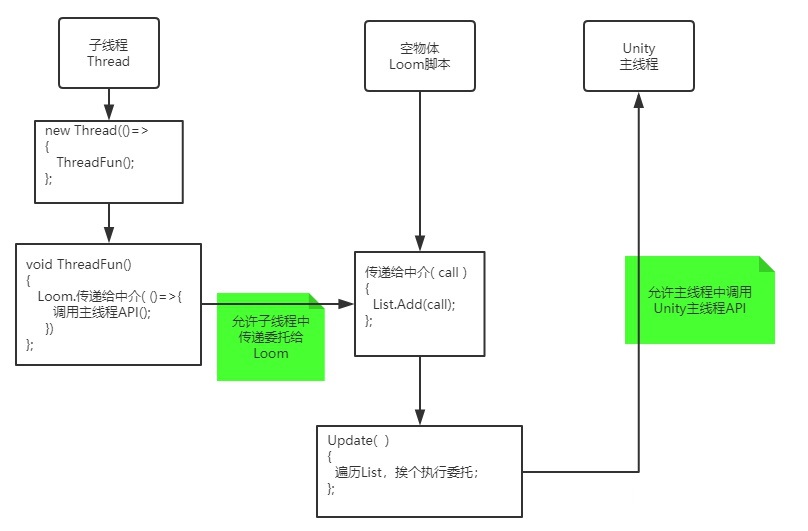 子线程
Thread
空物体
Loom脚本
Unity
主线程
new Thread(()=>
{
ThreadFun();
};
void ThreadFun()
{
Loom.传递给中介( ()=>{
调用主线程API();
})
};
允许子线程中
传递委托给
Loom
传递给中介( call )
{
List.Add(call);
};
允许主线程中调用
Unity主线程API
Update( )
{
遍历List，挨个执行委托;
};